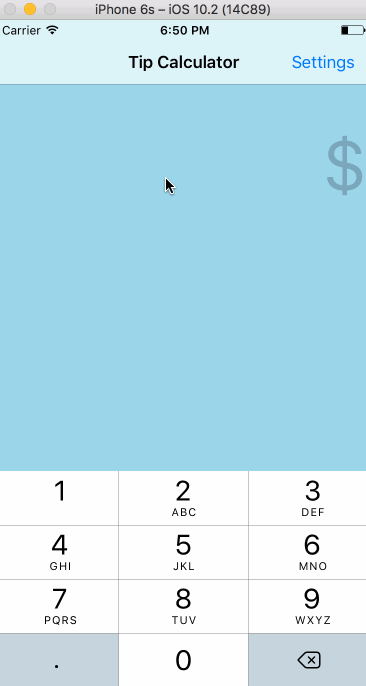 iPhone 6s – iOS 10.2 (14C89)
Carrier 6:50 PM
Tip Calculator Settings
$
1 2 3
ABC DEF
4 5 6
GHI JKL MNO
7 8 9
PQRS TUV WXYZ
. 0